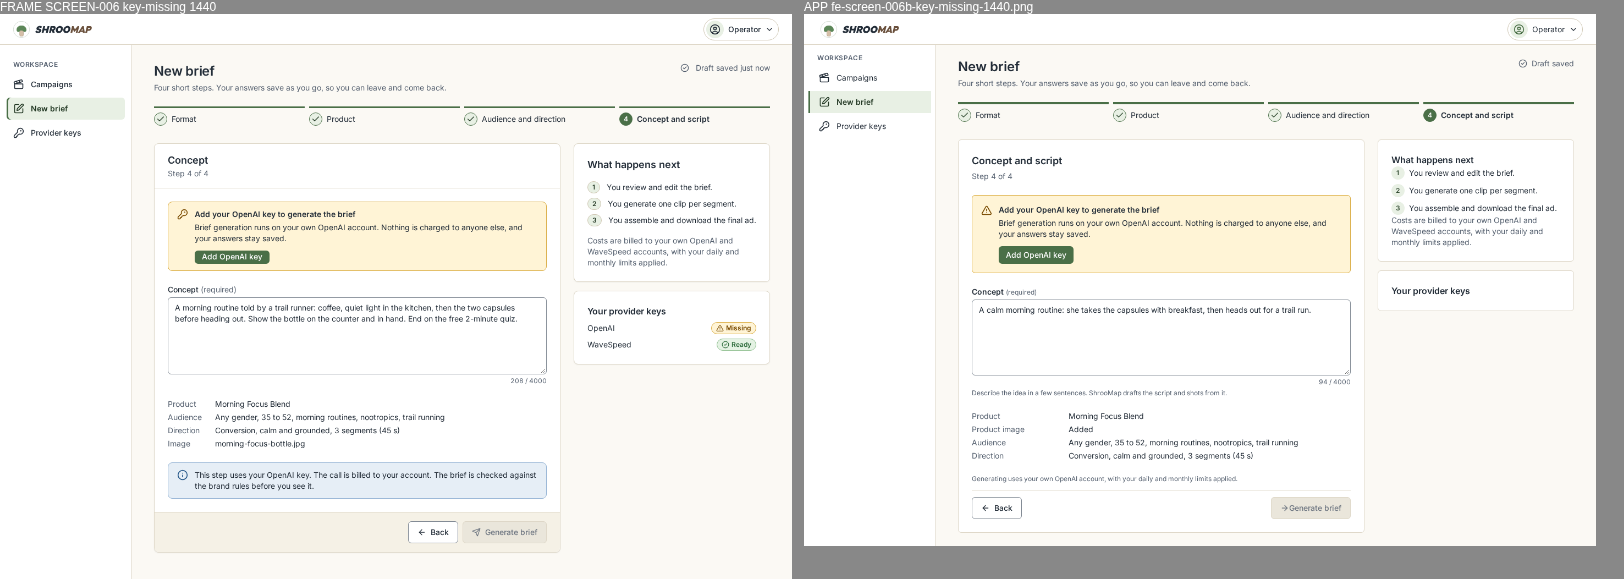 FRAME SCREEN-006 key-missing 1440
SHROOMAP
Operator
WORKSPACE
Campaigns
New brief
Provider keys
New brief
Draft saved just now
Four short steps. Your answers save as you go, so you can leave and come back.
Format
Product
Audience and direction
4 Concept and script
Concept
Step 4 of 4
Add your OpenAI key to generate the brief
Brief generation runs on your own OpenAI account. Nothing is charged to anyone else, and
your answers stay saved.
Add OpenAI key
Concept (required)
A morning routine told by a trail runner: coffee, quiet light in the kitchen, then the two capsules
before heading out. Show the bottle on the counter and in hand. End on the free 2-minute quiz.
208 / 4000
Product Morning Focus Blend
Audience Any gender, 35 to 52, morning routines, nootropics, trail running
Direction Conversion, calm and grounded, 3 segments (45 s)
Image morning-focus-bottle.jpg
This step uses your OpenAI key. The call is billed to your account. The brief is checked against
the brand rules before you see it.
Back
Generate brief
What happens next
1 You review and edit the brief.
2 You generate one clip per segment.
3 You assemble and download the final ad.
Costs are billed to your own OpenAI and
WaveSpeed accounts, with your daily and
monthly limits applied.
Your provider keys
OpenAI Missing
WaveSpeed Ready
APP fe-screen-006b-key-missing-1440.png
SHROOMAP
Operator
WORKSPACE
Campaigns
New brief
Provider keys
New brief
Draft saved
Four short steps. Your answers save as you go, so you can leave and come back.
Format
Product
Audience and direction
4 Concept and script
Concept and script
Step 4 of 4
Add your OpenAI key to generate the brief
Brief generation runs on your own OpenAI account. Nothing is charged to anyone else, and
your answers stay saved.
Add OpenAI key
Concept (required)
A calm morning routine: she takes the capsules with breakfast, then heads out for a trail run.
94 / 4000
Describe the idea in a few sentences. ShrooMap drafts the script and shots from it.
Product Morning Focus Blend
Product image Added
Audience Any gender, 35 to 52, morning routines, nootropics, trail running
Direction Conversion, calm and grounded, 3 segments (45 s)
Generating uses your own OpenAI account, with your daily and monthly limits applied.
Back
Generate brief
What happens next
1 You review and edit the brief.
2 You generate one clip per segment.
3 You assemble and download the final ad.
Costs are billed to your own OpenAI and
WaveSpeed accounts, with your daily and
monthly limits applied.
Your provider keys